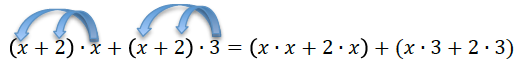 (x + 2) · x + (x + 2) · 3 = (x · x + 2 · x) + (x · 3 + 2 · 3)